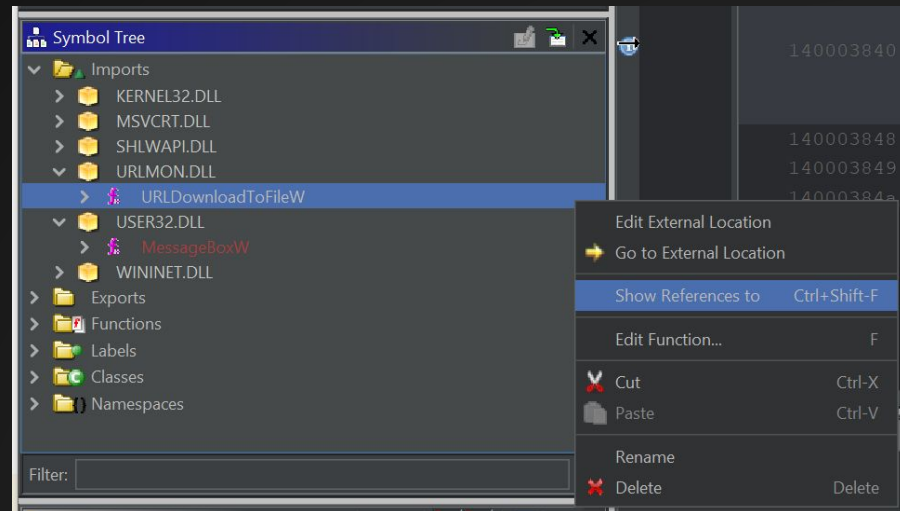 Symbol Tree
Imports
KERNEL32.DLL
MSVCRT.DLL
SHLWAPI.DLL
URLMON.DLL
URLDownloadToFileW
USER32.DLL
MessageBoxW
WININET.DLL
Exports
Functions
Labels
Classes
Namespaces
Filter:
140003840
140003848
140003849
14000384a
Edit External Location
Go to External Location
Show References to Ctrl+Shift-F
Edit Function... F
Cut Ctrl-X
Paste Ctrl-V
Rename
Delete Delete